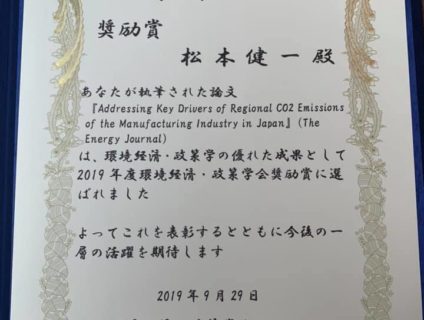 奨励賞
松本健一殿
あなたが執筆された論文
『Addressing Key Drivers of Regional CO2 Emissions
of the Manufacturing Industry in Japan』(The
Energy Journal)
は、環境経済・政策学の優れた成果として
2019年度環境経済・政策学会奨励賞に選
ばれました
よってこれを表彰するとともに今後の一
層の活躍を期待します
2019年9月29日